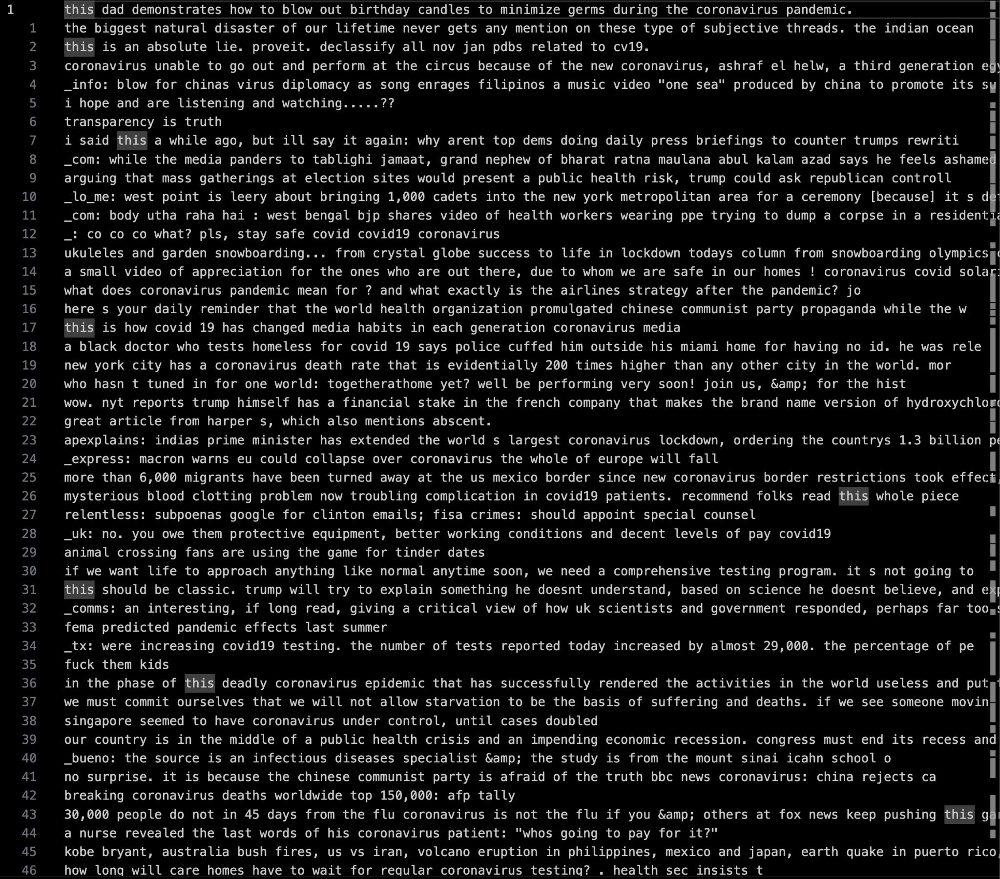 1 this dad demonstrates how to blow out birthday candles to minimize germs during the coronavirus pandemic.
1 the biggest natural disaster of our lifetime never gets any mention on these type of subjective threads. the indian ocean
2 this is an absolute lie. proveit. declassify all nov jan pdbs related to cv19.
3 coronavirus unable to go out and perform at the circus because of the new coronavirus, ashraf el helw, a third generation
4 _info: blow for chinas virus diplomacy as song enrages filipinos a music video "one sea" produced by china to promote its
5 i hope and are listening and watching.....??
6 transparency is truth
7 i said this a while ago, but ill say it again: why arent top dems doing daily press briefings to counter trumps rewriti
8 _com: while the media panders to tablighi jamaat, grand nephew of bharat ratna maulana abul kalam azad says he feels ashamed
9 arguing that mass gatherings at election sites would present a public health risk, trump could ask republican controll
10 _lo_me: west point is leery about bringing 1,000 cadets into the new york metropolitan area for a ceremony [because] it s
11 _com: body utha raha hai : west bengal bjp shares video of health workers wearing ppe trying to dump a corpse in a
12 _: co co co what? pls, stay safe covid covid19 coronavirus
13 ukuleles and garden snowboarding... from crystal globe success to life in lockdown todays column from snowboarding olympics
14 a small video of appreciation for the ones who are out there, due to whom we are safe in our homes ! coronavirus covid
15 what does coronavirus pandemic mean for ? and what exactly is the airlines strategy after the pandemic? jo
16 here s your daily reminder that the world health organization promulgated chinese communist party propaganda while the w
17 this is how covid 19 has changed media habits in each generation coronavirus media
18 a black doctor who tests homeless for covid 19 says police cuffed him outside his miami home for having no id. he was rele
19 new york city has a coronavirus death rate that is evidentially 200 times higher than any other city in the world. mor
20 who hasn t tuned in for one world: togetherathome yet? well be performing very soon! join us, &amp; for the hist
21 wow. nyt reports trump himself has a financial stake in the french company that makes the brand name version of
22 great article from harper s, which also mentions abscent.
23 apexplains: indias prime minister has extended the world s largest coronavirus lockdown, ordering the countrys 1.3 billion
24 _express: macron warns eu could collapse over coronavirus the whole of europe will fall
25 more than 6,000 migrants have been turned away at the us mexico border since new coronavirus border restrictions took effect,
26 mysterious blood clotting problem now troubling complication in covid19 patients. recommend folks read this whole piece
27 relentless: subpoenas google for clinton emails; fisa crimes: should appoint special counsel
28 _uk: no. you owe them protective equipment, better working conditions and decent levels of pay covid19
29 animal crossing fans are using the game for tinder dates
30 if we want life to approach anything like normal anytime soon, we need a comprehensive testing program. it s not going to
31 this should be classic. trump will try to explain something he doesnt understand, based on science he doesnt believe, and
32 _comms: an interesting, if long read, giving a critical view of how uk scientists and government responded, perhaps far too
33 fema predicted pandemic effects last summer
34 _tx: were increasing covid19 testing. the number of tests reported today increased by almost 29,000. the percentage of pe
35 fuck them kids
36 in the phase of this deadly coronavirus epidemic that has successfully rendered the activities in the world useless and put
37 we must commit ourselves that we will not allow starvation to be the basis of suffering and deaths. if we see someone movin
38 singapore seemed to have coronavirus under control, until cases doubled
39 our country is in the middle of a public health crisis and an impending economic recession. congress must end its recess and
40 _bueno: the source is an infectious diseases specialist &amp; the study is from the mount sinai icahn school o
41 no surprise. it is because the chinese communist party is afraid of the truth bbc news coronavirus: china rejects ca
42 breaking coronavirus deaths worldwide top 150,000: afp tally
43 30,000 people do not in 45 days from the flu coronavirus is not the flu if you &amp; others at fox news keep pushing this
44 a nurse revealed the last words of his coronavirus patient: "whos going to pay for it?"
45 kobe bryant, australia bush fires, us vs iran, volcano eruption in philippines, mexico and japan, earth quake in puerto rico,
46 how long will care homes have to wait for regular coronavirus testing? . health sec insists t